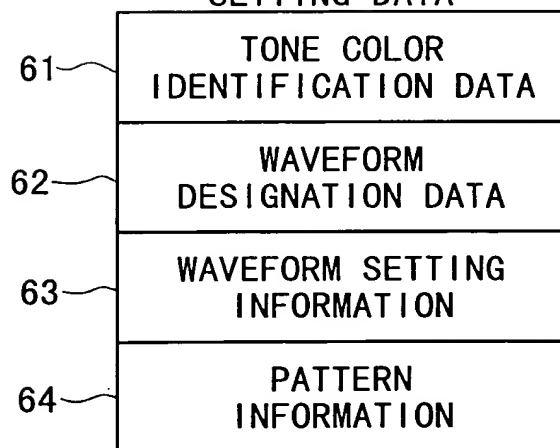 SETTING DATA
61
TONE COLOR
IDENTIFICATION DATA
62
WAVEFORM
DESIGNATION DATA
63
WAVEFORM SETTING
INFORMATION
64
PATTERN
INFORMATION